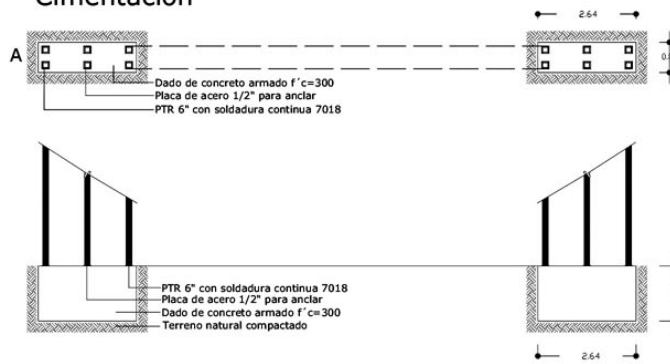 Cimentación
2.64
A
Dado de concreto armado f´c=300
Placa de acero 1/2" para anclar
PTR 6" con soldadura continua 7018
PTR 6" con soldadura continua 7018
Placa de acero 1/2" para anclar
Dado de concreto armado f´c=300
Terreno natural compactado
2.64